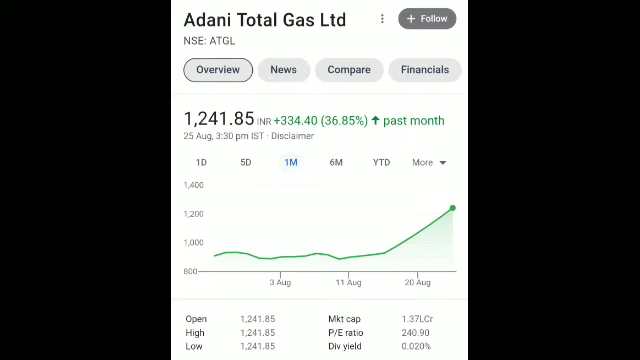 Adani Total Gas Ltd
+ Follow
NSE: ATGL
Overview News Compare Financials
1,241.85 INR +334.40 (36.85%) ↑ past month
25 Aug, 3:30 pm IST · Disclaimer
1D 5D 1M 6M YTD More
1,400
1,200
1,000
800
3 Aug 11 Aug 20 Aug
Open 1,241.85 Mkt cap 1.37LCr
High 1,241.85 P/E ratio 240.90
Low 1,241.85 Div yield 0.020%